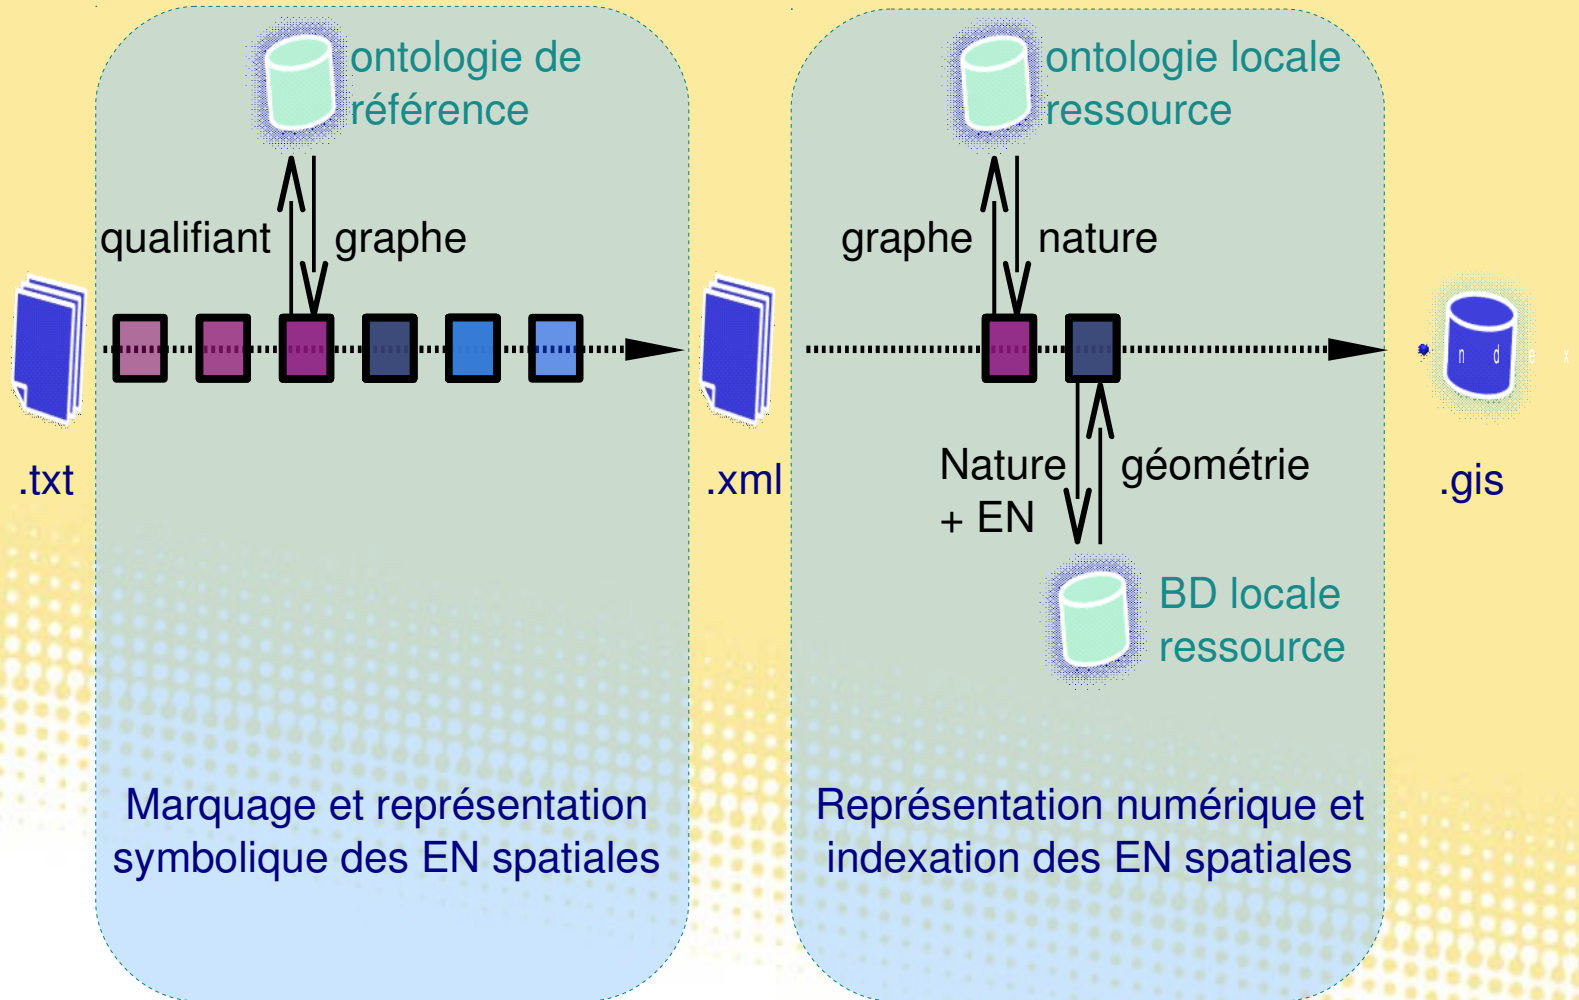 ontologie de
référence
qualifiant
graphe
.txt
Marquage et représentation
symbolique des EN spatiales
.xml
ontologie locale
ressource
graphe
nature
Nature
+ EN
géométrie
BD locale
ressource
Représentation numérique et
indexation des EN spatiales
n d e x
.gis